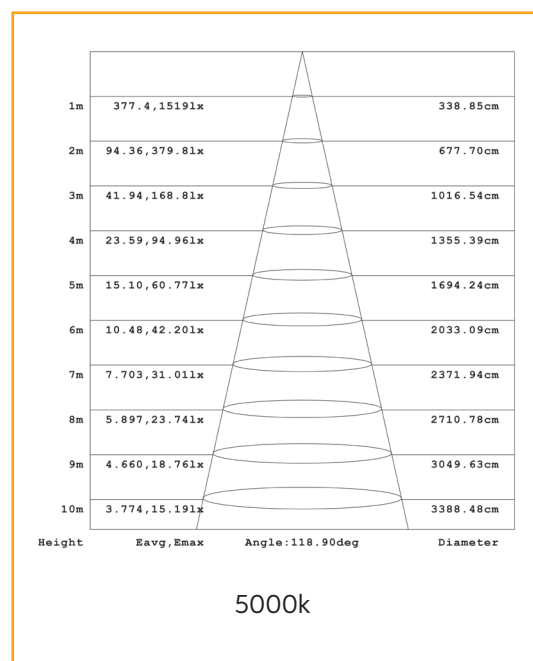 1m 377.4,1519lx 338.85cm
2m 94.36,379.8lx 677.70cm
3m 41.94,168.8lx 1016.54cm
4m 23.59,94.96lx 1355.39cm
5m 15.10,60.77lx 1694.24cm
6m 10.48,42.20lx 2033.09cm
7m 7.703,31.01lx 2371.94cm
8m 5.897,23.74lx 2710.78cm
9m 4.660,18.76lx 3049.63cm
10m 3.774,15.19lx 3388.48cm
Height Eavg,Emax Angle:118.90deg Diameter
5000k